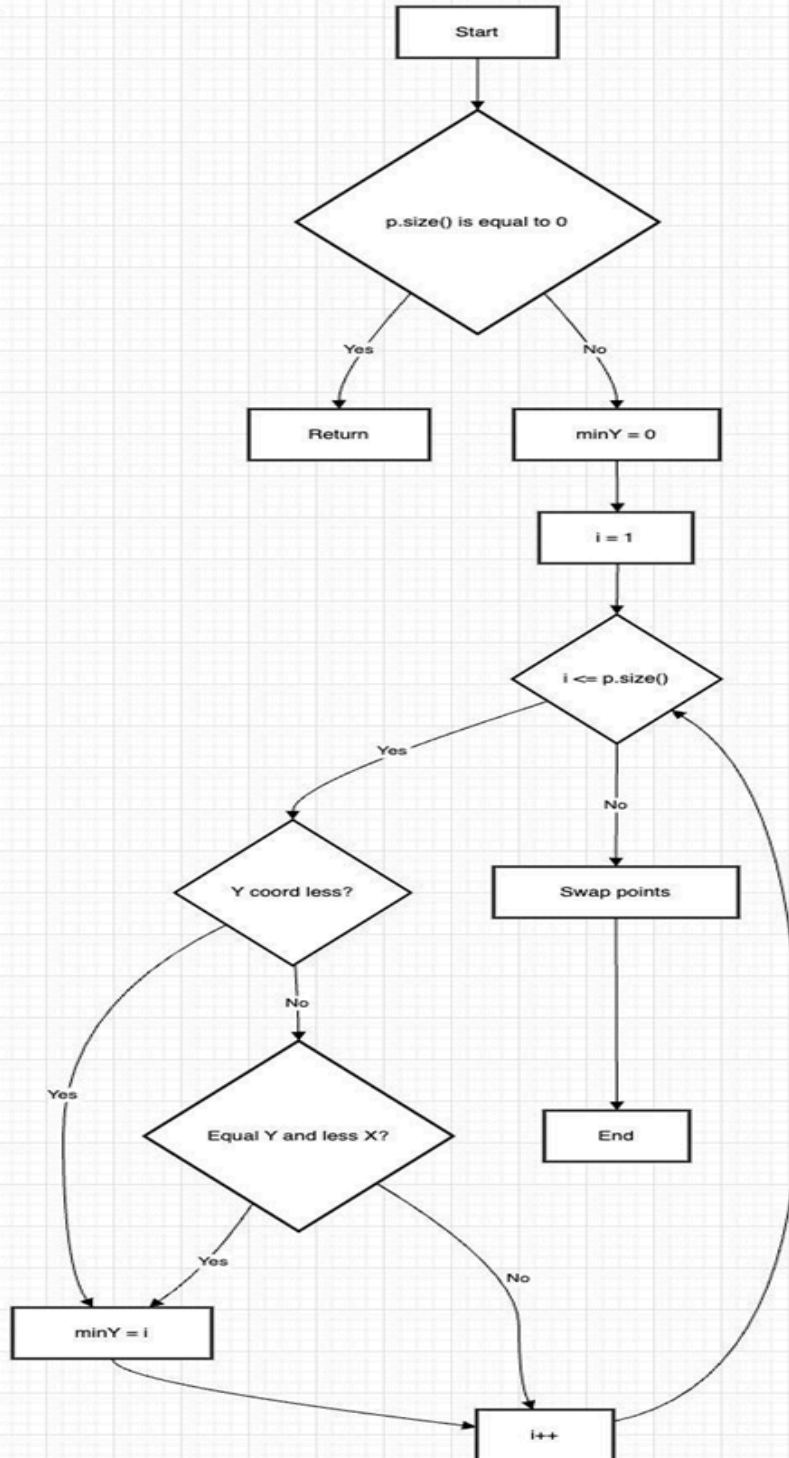 Start
p.size() is equal to 0
Yes
No
Return
minY = 0
i = 1
i <= p.size()
Yes
No
Y coord less?
Swap points
No
Yes
Equal Y and less X?
End
Yes
No
minY = i
i++